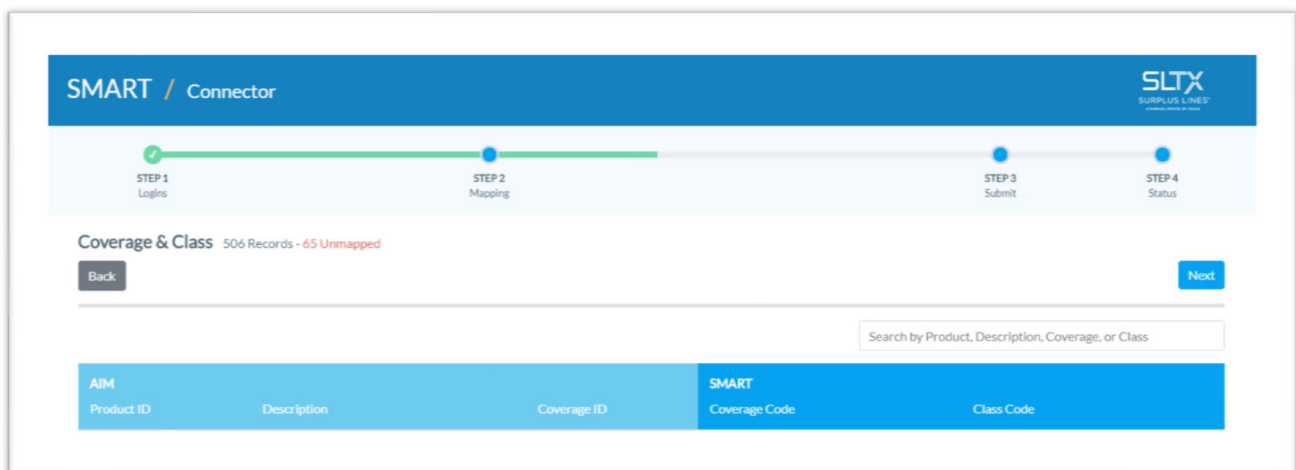 SMART / Connector
SLTX
SURPLUS LINES
STEP 1
Logins
STEP 2
Mapping
STEP 3
Submit
STEP 4
Status
Coverage & Class 506 Records - 65 Unmapped
Back
Next
Search by Product, Description, Coverage, or Class
AIM
SMART
Product ID Description Coverage ID Coverage Code Class Code